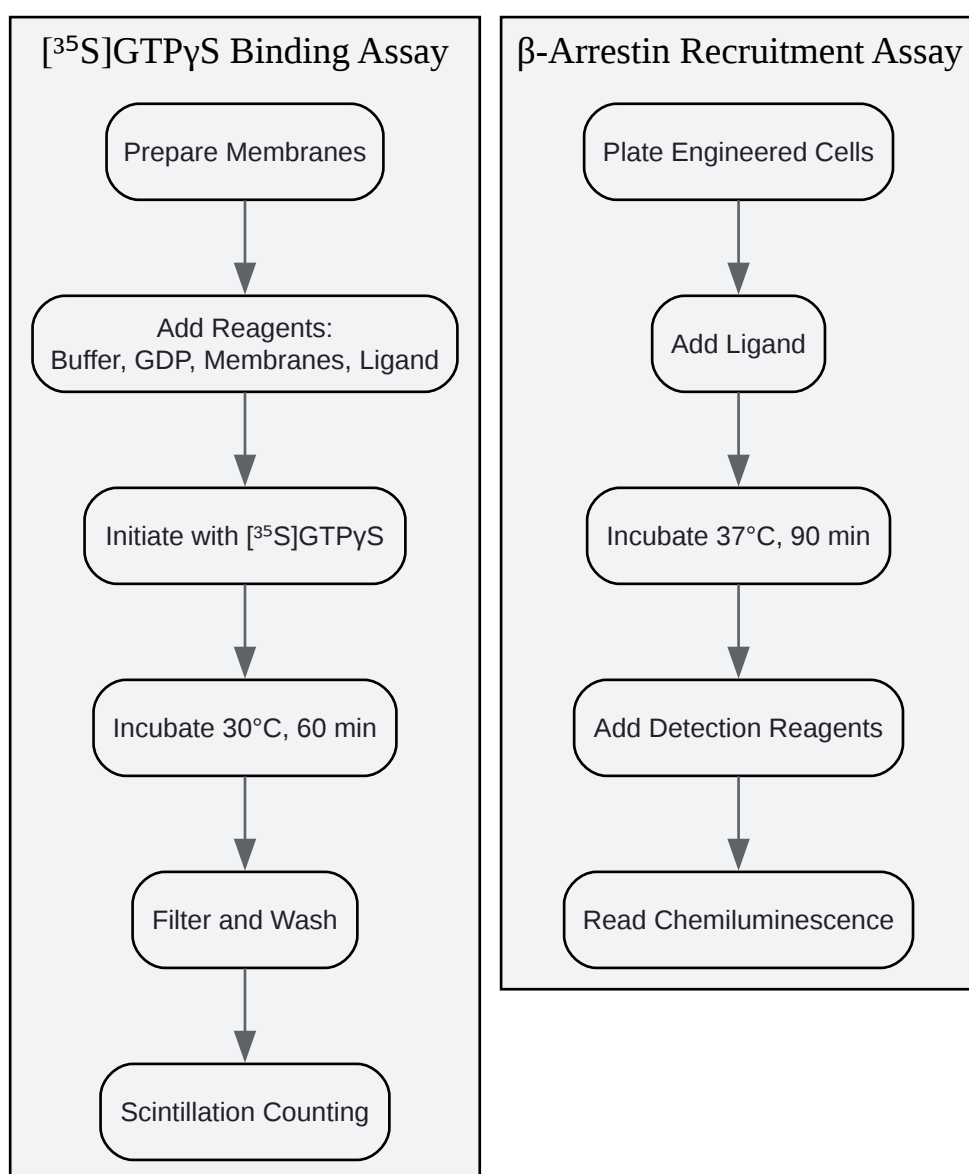 [³⁵S]GTPγS Binding Assay
Prepare Membranes
Add Reagents:
Buffer, GDP, Membranes, Ligand
Initiate with [³⁵S]GTPγS
Incubate 30°C, 60 min
Filter and Wash
Scintillation Counting
β-Arrestin Recruitment Assay
Plate Engineered Cells
Add Ligand
Incubate 37°C, 90 min
Add Detection Reagents
Read Chemiluminescence